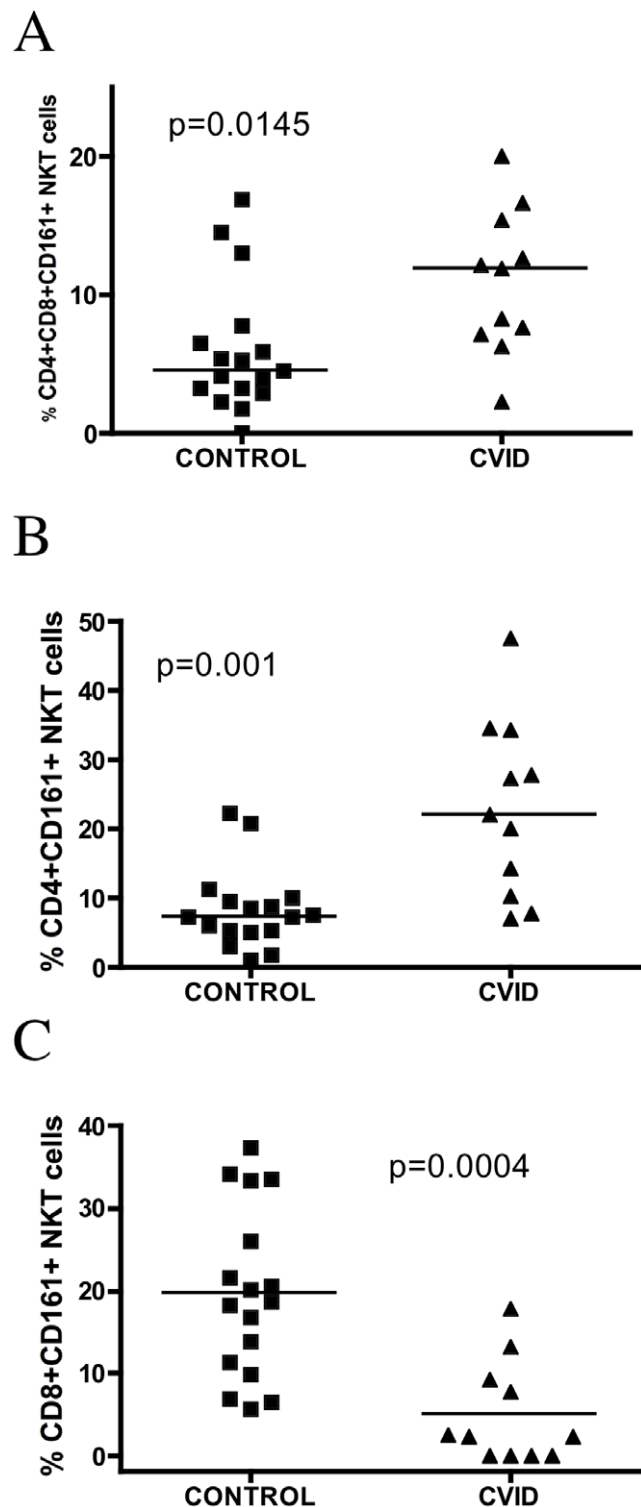 A
% CD4+CD8+CD161+ NKT cells
p=0.0145
20
10
0
CONTROL
CVID
B
% CD4+CD161+ NKT cells
p=0.001
50
40
30
20
10
0
CONTROL
CVID
C
% CD8+CD161+ NKT cells
p=0.0004
40
30
20
10
0
CONTROL
CVID